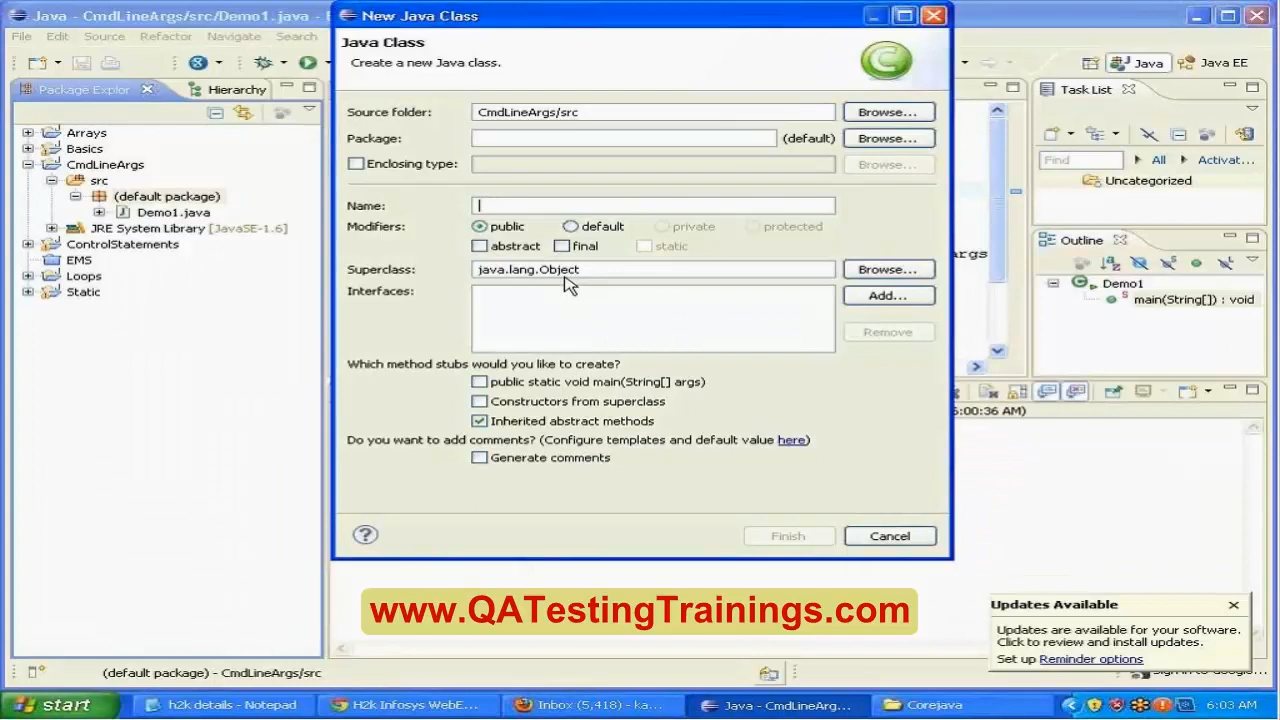 Java - CmdLineArgs/src/Demo1.java -
File Edit Source Refactor Navigate Search
Java Java EE
Package Explor Hierarchy
Arrays
Basics
CmdLineArgs
src
(default package)
Demo1.java
JRE System Library [JavaSE-1.6]
ControlStatements
EMS
Loops
Static
New Java Class
Java Class
Create a new Java class.
Source folder: CmdLineArgs/src Browse...
Package: (default) Browse...
Enclosing type: Browse...
Name:
Modifiers: public default private protected
abstract final static
Superclass: java.lang.Object Browse...
Interfaces: Add...
Remove
Which method stubs would you like to create?
public static void main(String[] args)
Constructors from superclass
Inherited abstract methods
Do you want to add comments? (Configure templates and default value here)
Generate comments
Finish Cancel
Task List
Find All Activat...
Uncategorized
Outline
Demo1
main(String[]) : void
rgs
5:00:36 AM)
www.QATestingTrainings.com
Updates Available
Updates are available for your software.
Click to review and install updates.
Set up Reminder options
(default package) - CmdLineArgs/src
start h2k details - Notepad H2K Infosys WebE... Inbox (5,418) - ka... Java - CmdLineArg... Corejava 6:03 AM